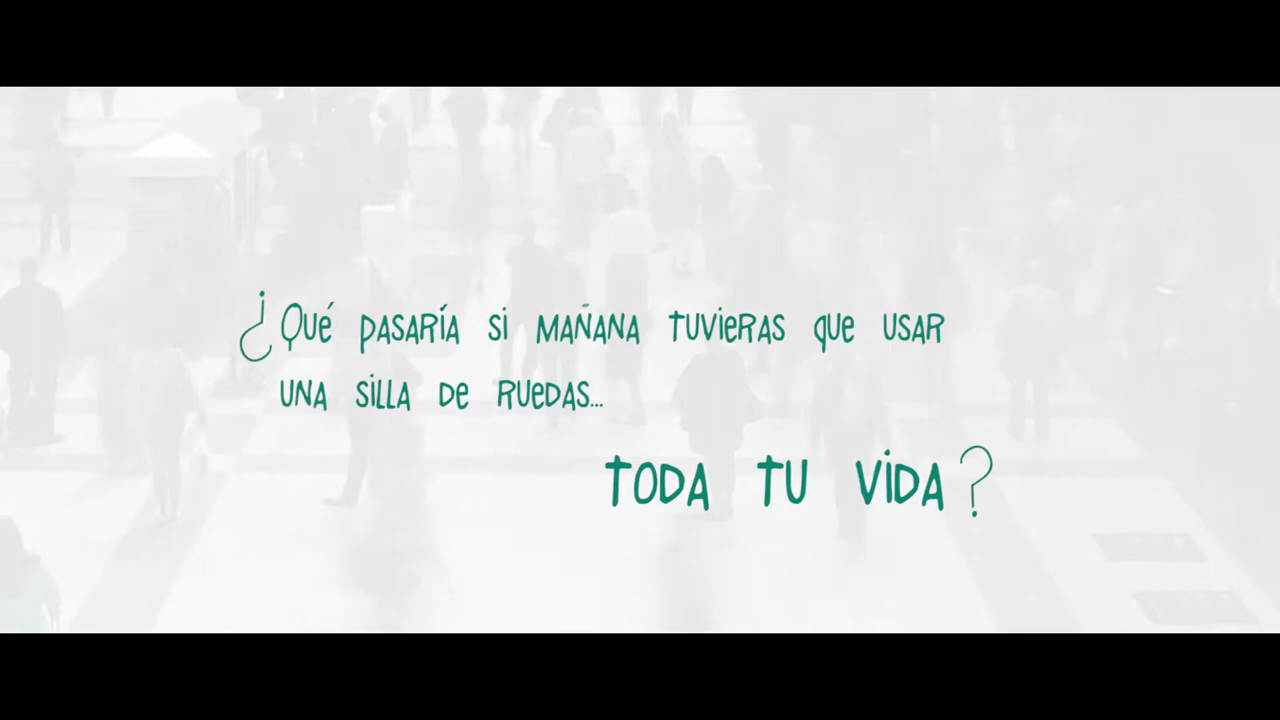 ¿Qué pasaría si mañana tuvieras que usar
una silla de ruedas...
toda tu vida?